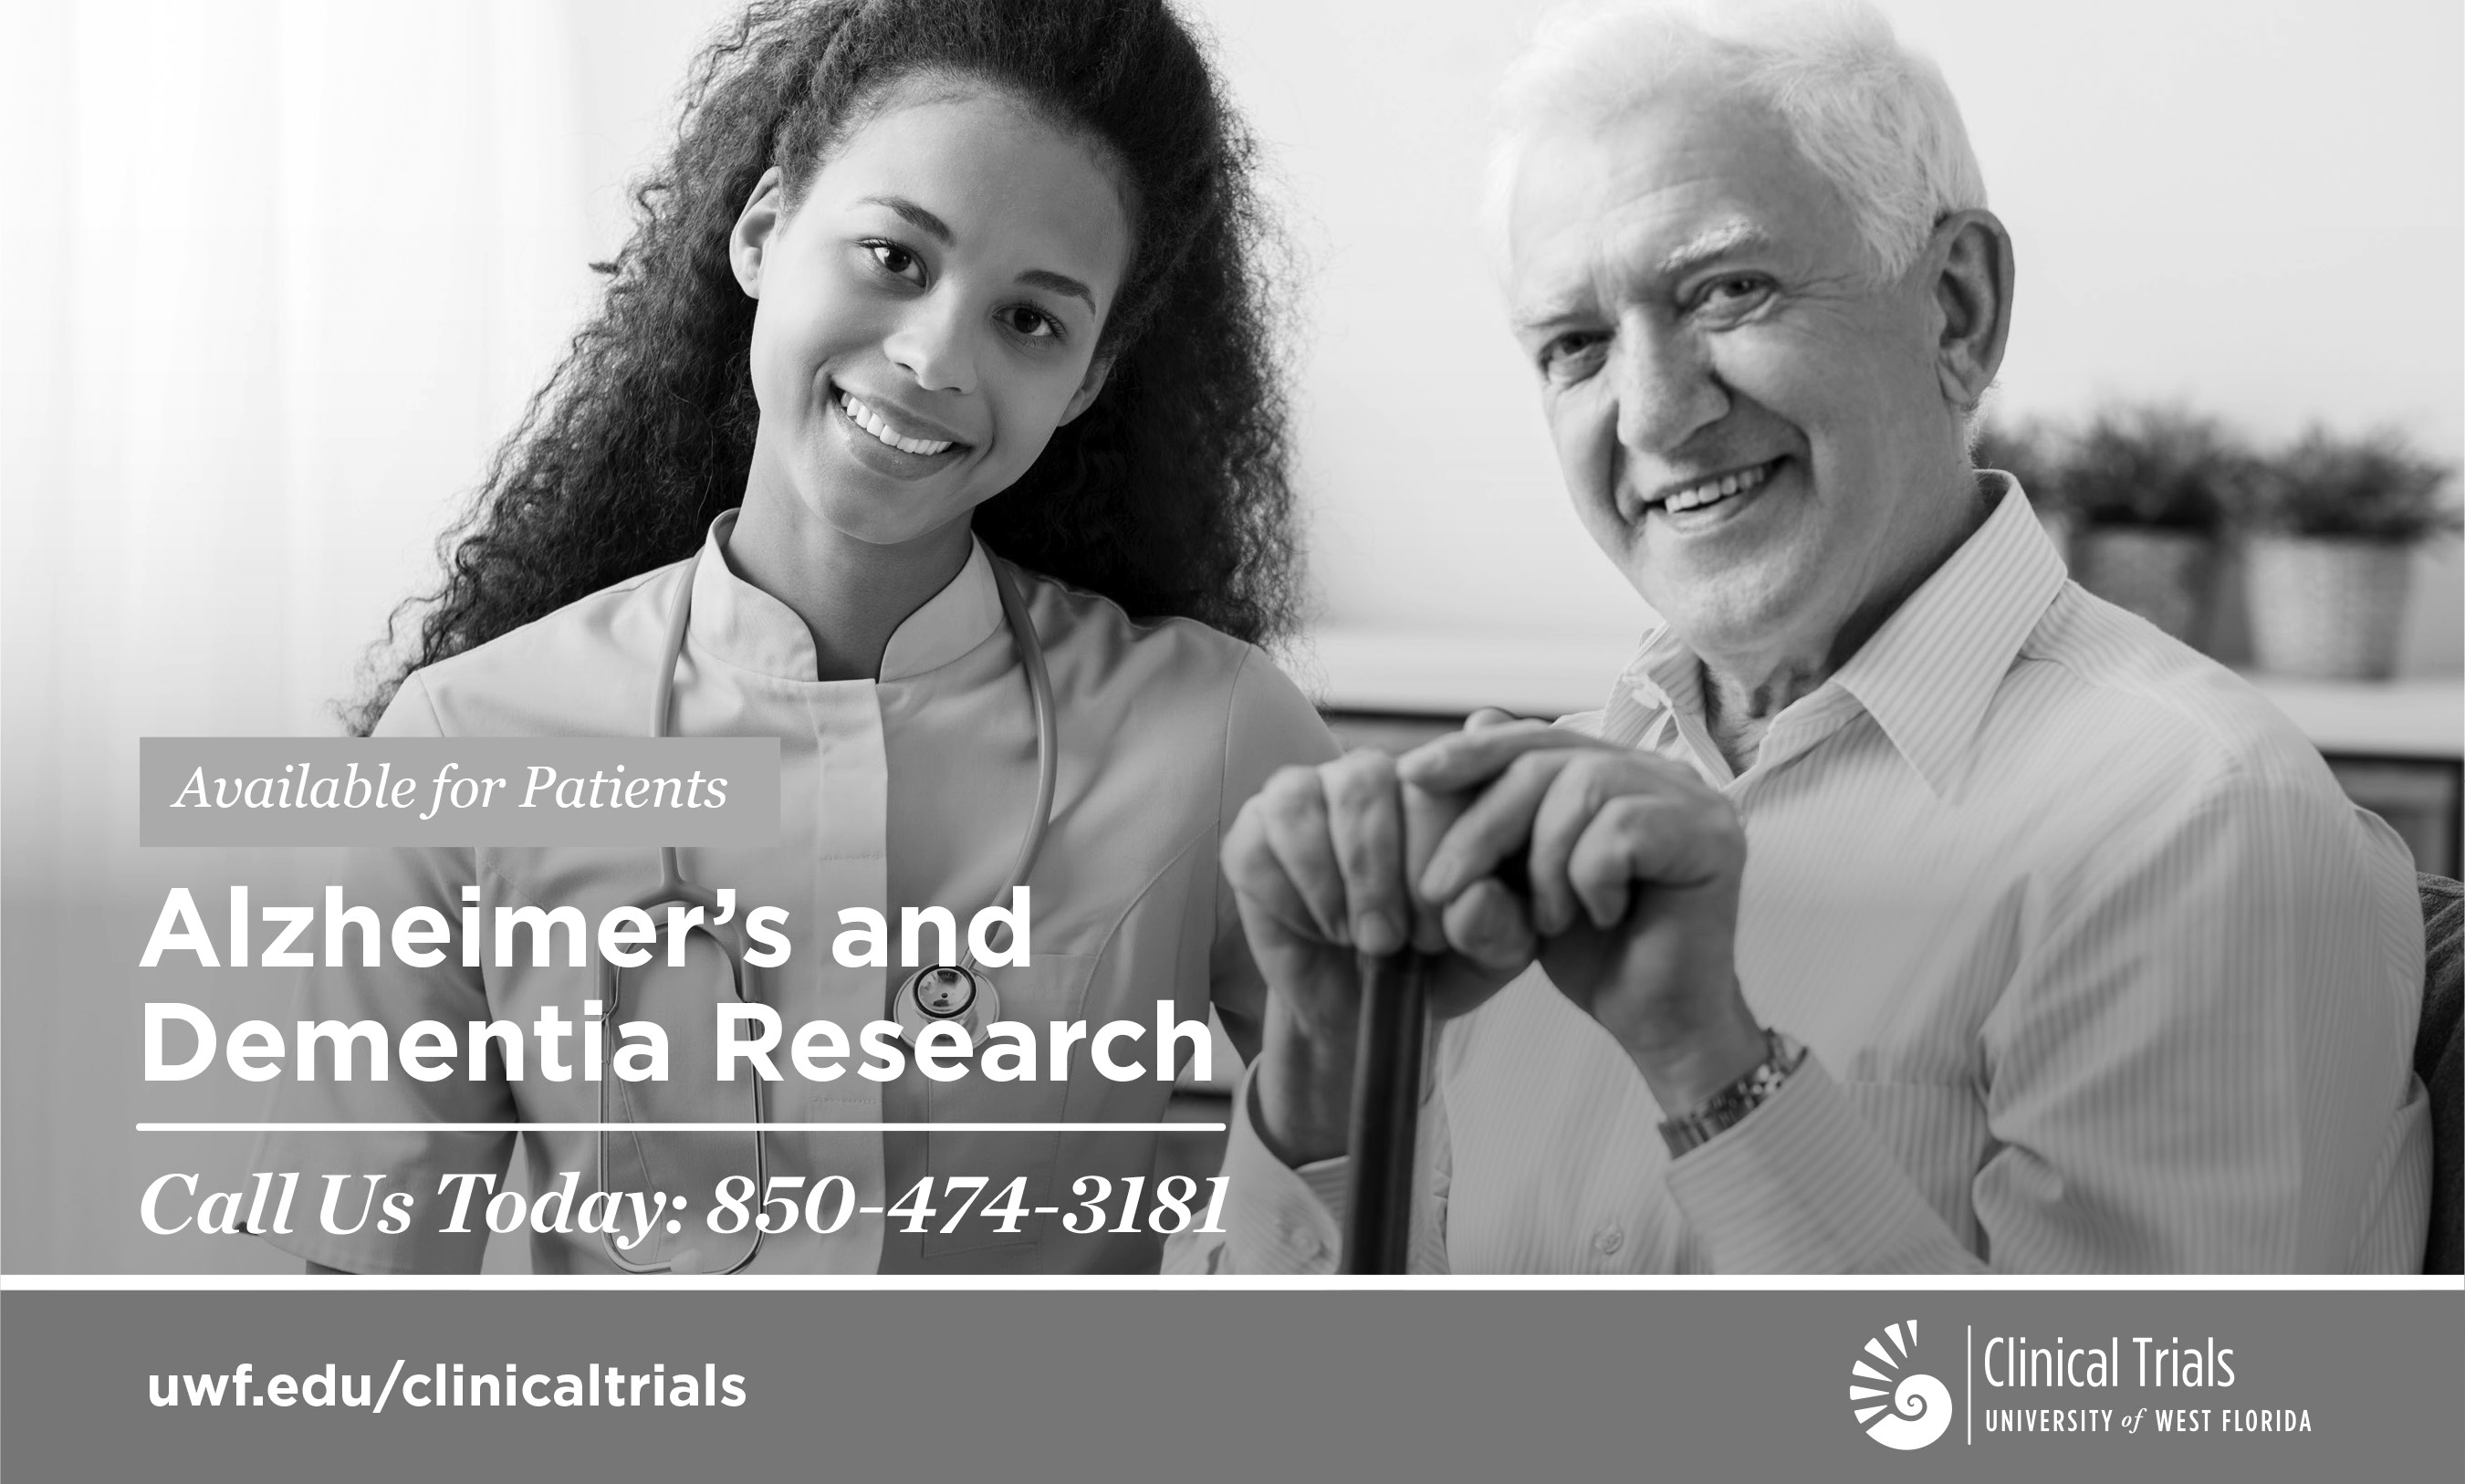 Available for Patients
Alzheimer’s and
Dementia Research
Call Us Today: 850-474-3181
uwf.edu/clinicaltrials
Clinical Trials
UNIVERSITY of WEST FLORIDA